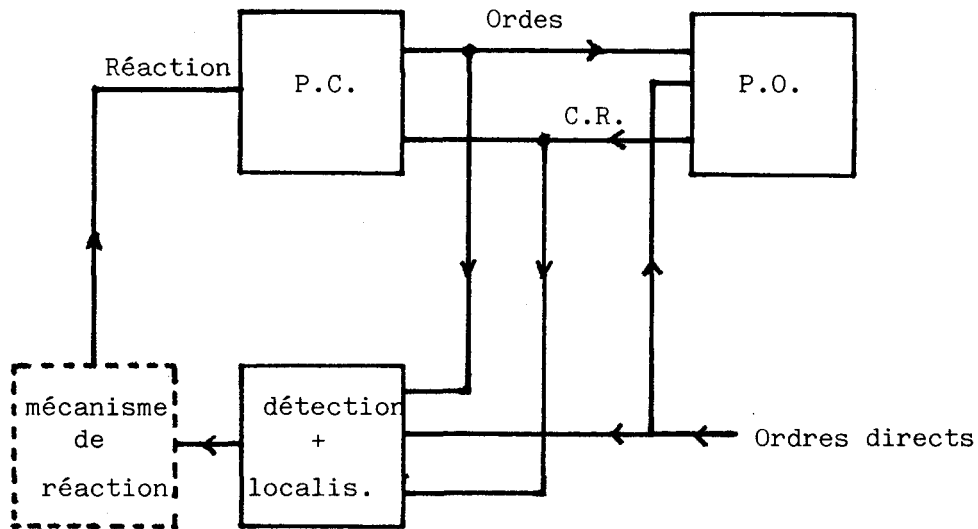 Ordes
Réaction
P.C.
P.O.
C.R.
mécanisme
de
réaction
détection
+
localis.
Ordres directs